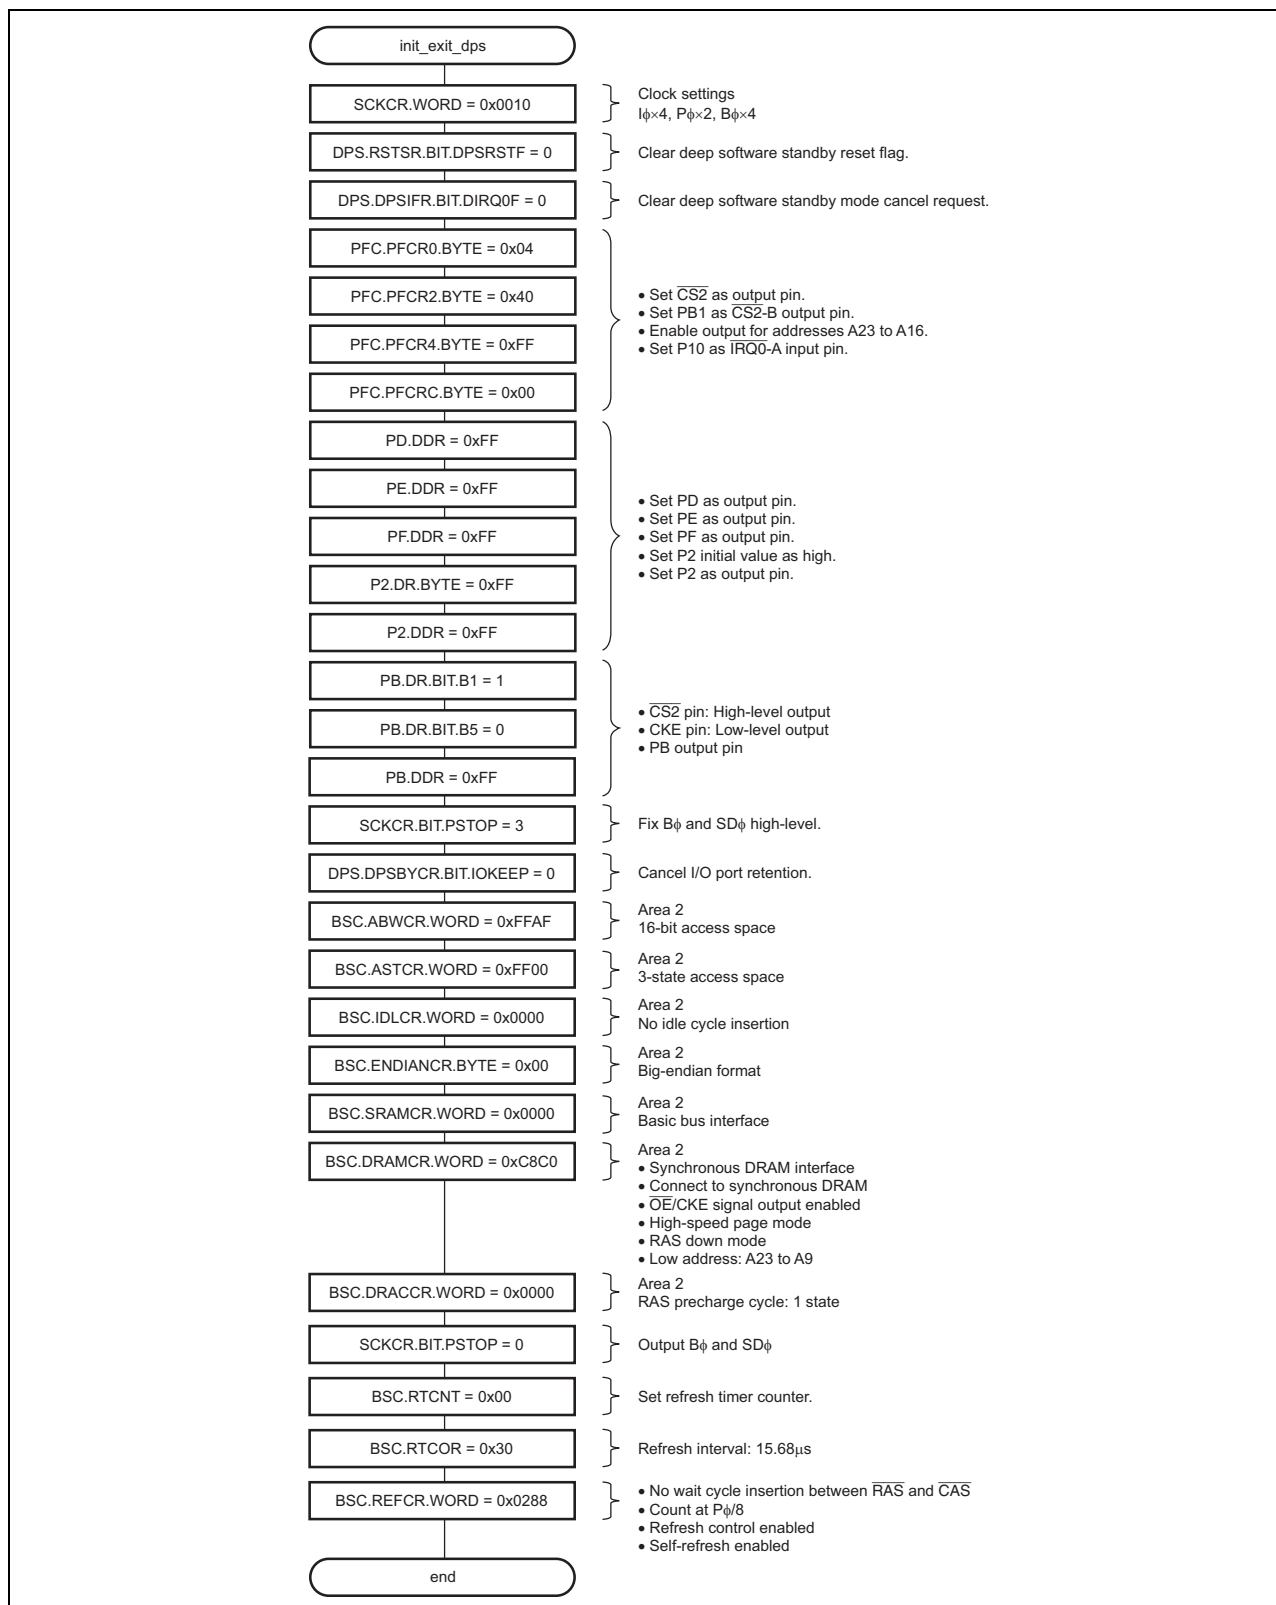 init_exit_dps
SCKCR.WORD = 0x0010
Clock settings
Iϕ×4, Pϕ×2, Bϕ×4
DPS.RSTSR.BIT.DPSRSTF = 0
Clear deep software standby reset flag.
DPS.DPSIFR.BIT.DIRQ0F = 0
Clear deep software standby mode cancel request.
PFC.PFCR0.BYTE = 0x04
PFC.PFCR2.BYTE = 0x40
PFC.PFCR4.BYTE = 0xFF
PFC.PFCRC.BYTE = 0x00
• Set C̅S̅2̅ as output pin.
• Set PB1 as C̅S̅2̅-B output pin.
• Enable output for addresses A23 to A16.
• Set P10 as I̅R̅Q̅0̅-A input pin.
PD.DDR = 0xFF
PE.DDR = 0xFF
PF.DDR = 0xFF
P2.DR.BYTE = 0xFF
P2.DDR = 0xFF
• Set PD as output pin.
• Set PE as output pin.
• Set PF as output pin.
• Set P2 initial value as high.
• Set P2 as output pin.
PB.DR.BIT.B1 = 1
PB.DR.BIT.B5 = 0
PB.DDR = 0xFF
• C̅S̅2̅ pin: High-level output
• CKE pin: Low-level output
• PB output pin
SCKCR.BIT.PSTOP = 3
Fix Bϕ and SDϕ high-level.
DPS.DPSBYCR.BIT.IOKEEP = 0
Cancel I/O port retention.
BSC.ABWCR.WORD = 0xFFAF
Area 2
16-bit access space
BSC.ASTCR.WORD = 0xFF00
Area 2
3-state access space
BSC.IDLCR.WORD = 0x0000
Area 2
No idle cycle insertion
BSC.ENDIANCR.BYTE = 0x00
Area 2
Big-endian format
BSC.SRAMCR.WORD = 0x0000
Area 2
Basic bus interface
BSC.DRAMCR.WORD = 0xC8C0
Area 2
• Synchronous DRAM interface
• Connect to synchronous DRAM
• O̅E̅/CKE signal output enabled
• High-speed page mode
• RAS down mode
• Low address: A23 to A9
BSC.DRACCR.WORD = 0x0000
Area 2
RAS precharge cycle: 1 state
SCKCR.BIT.PSTOP = 0
Output Bϕ and SDϕ
BSC.RTCNT = 0x00
Set refresh timer counter.
BSC.RTCOR = 0x30
Refresh interval: 15.68μs
BSC.REFCR.WORD = 0x0288
• No wait cycle insertion between R̅A̅S̅ and C̅A̅S̅
• Count at Pϕ/8
• Refresh control enabled
• Self-refresh enabled
end